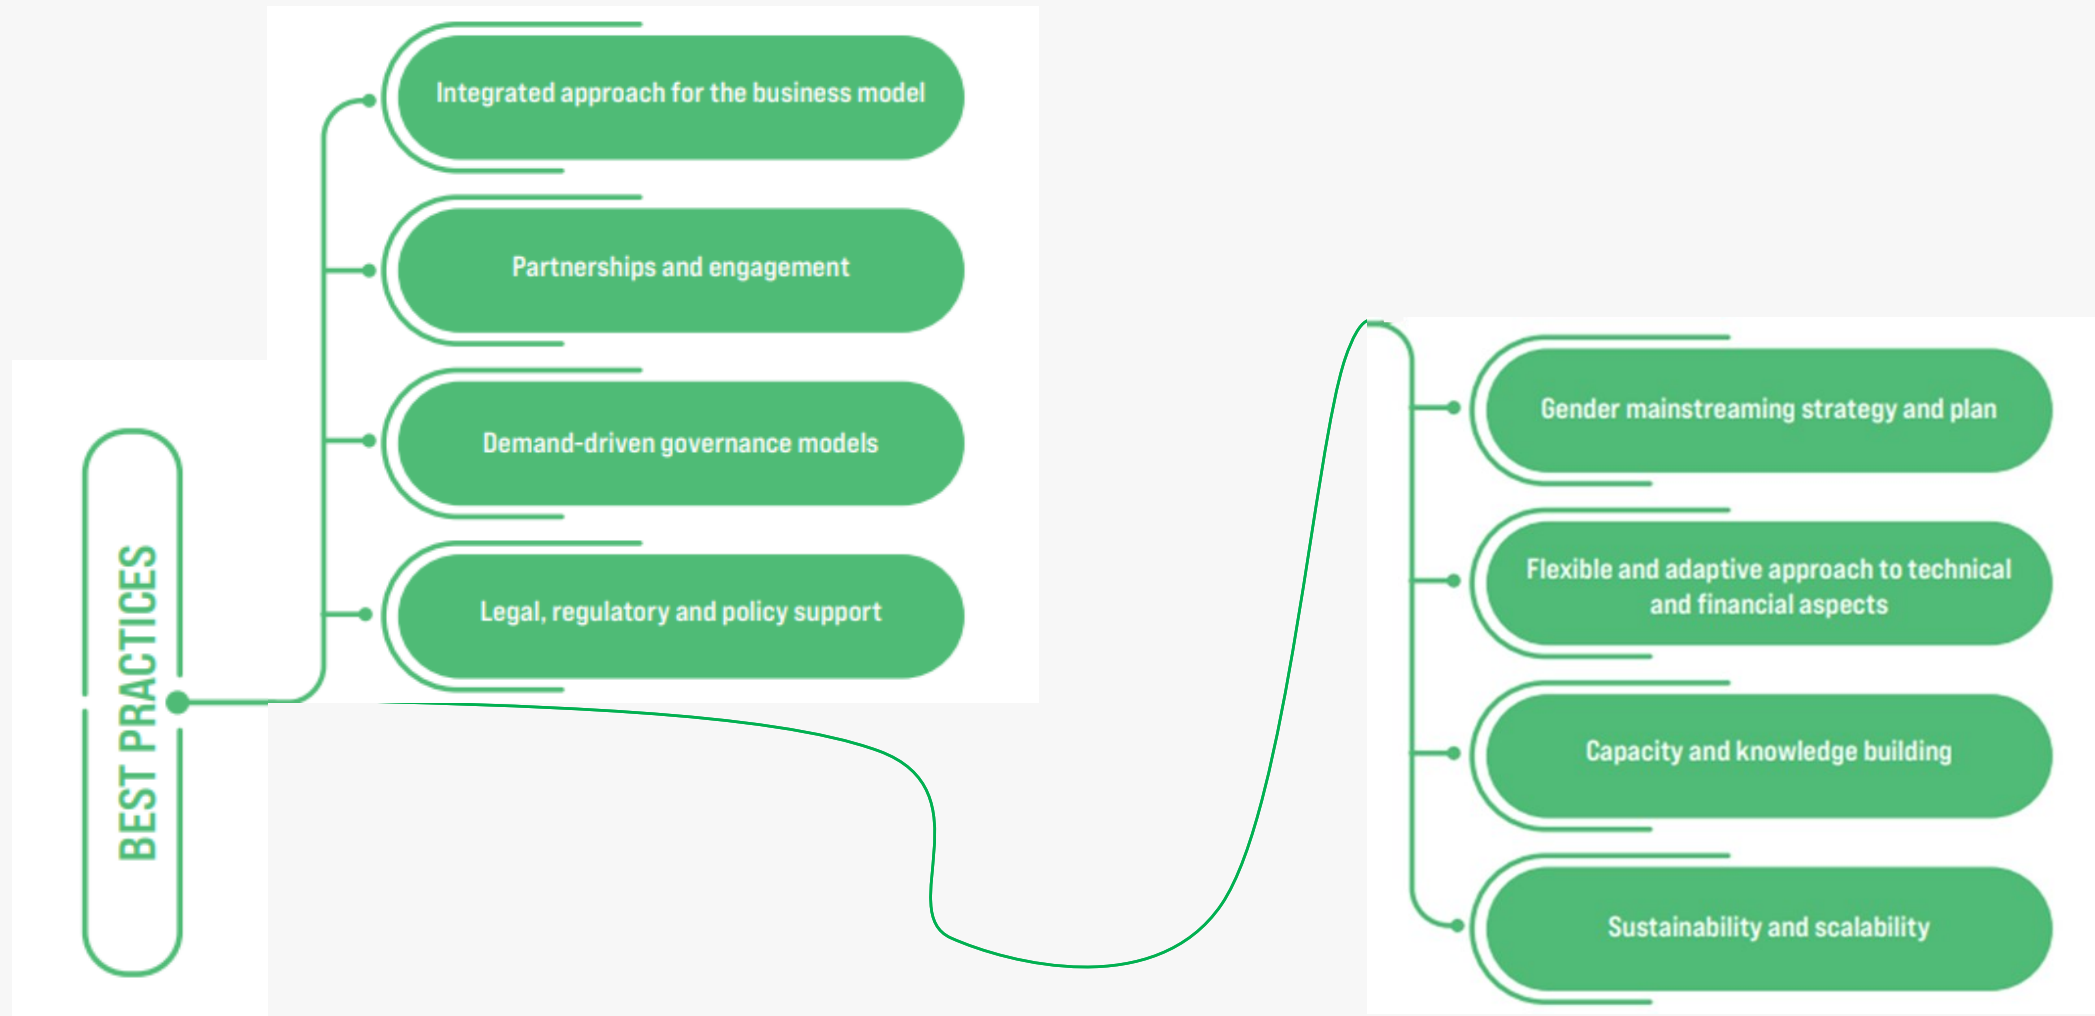 BEST PRACTICES
Integrated approach for the business model
Partnerships and engagement
Demand-driven governance models
Legal, regulatory and policy support
Gender mainstreaming strategy and plan
Flexible and adaptive approach to technical
and financial aspects
Capacity and knowledge building
Sustainability and scalability